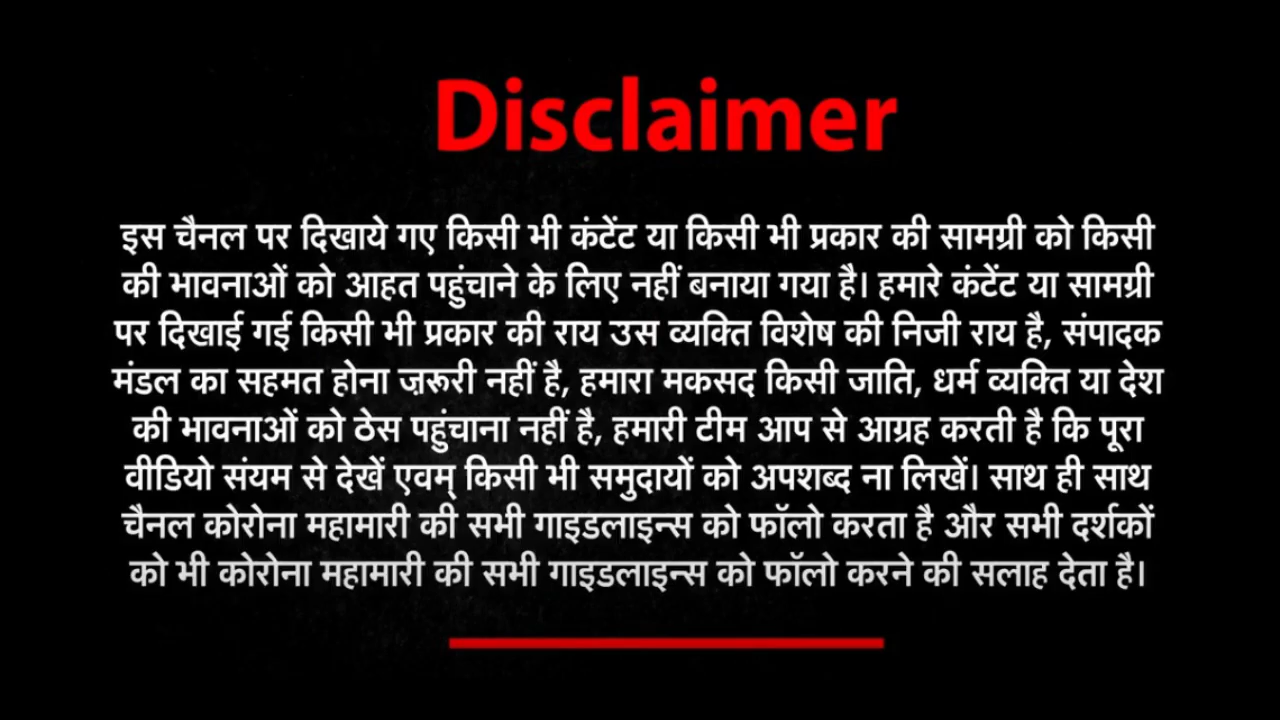 Disclaimer
इस चैनल पर दिखाये गए किसी भी कंटेंट या किसी भी प्रकार की सामग्री को किसी
की भावनाओं को आहत पहुंचाने के लिए नहीं बनाया गया है। हमारे कंटेंट या सामग्री
पर दिखाई गई किसी भी प्रकार की राय उस व्यक्ति विशेष की निजी राय है, संपादक
मंडल का सहमत होना ज़रूरी नहीं है, हमारा मकसद किसी जाति, धर्म व्यक्ति या देश
की भावनाओं को ठेस पहुंचाना नहीं है, हमारी टीम आप से आग्रह करती है कि पूरा
वीडियो संयम से देखें एवम् किसी भी समुदायों को अपशब्द ना लिखें। साथ ही साथ
चैनल कोरोना महामारी की सभी गाइडलाइन्स को फॉलो करता है और सभी दर्शकों
को भी कोरोना महामारी की सभी गाइडलाइन्स को फॉलो करने की सलाह देता है।